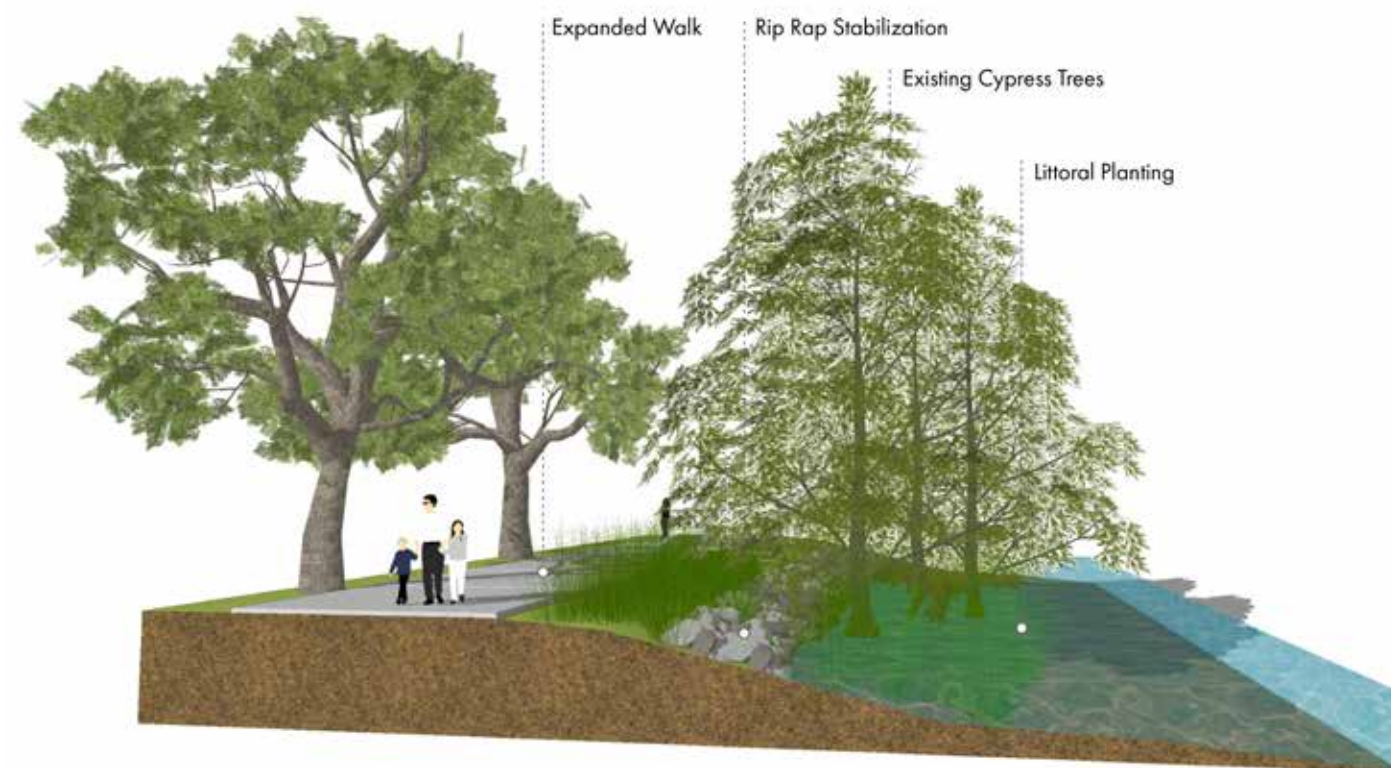 Expanded Walk
Rip Rap Stabilization
Existing Cypress Trees
Littoral Planting